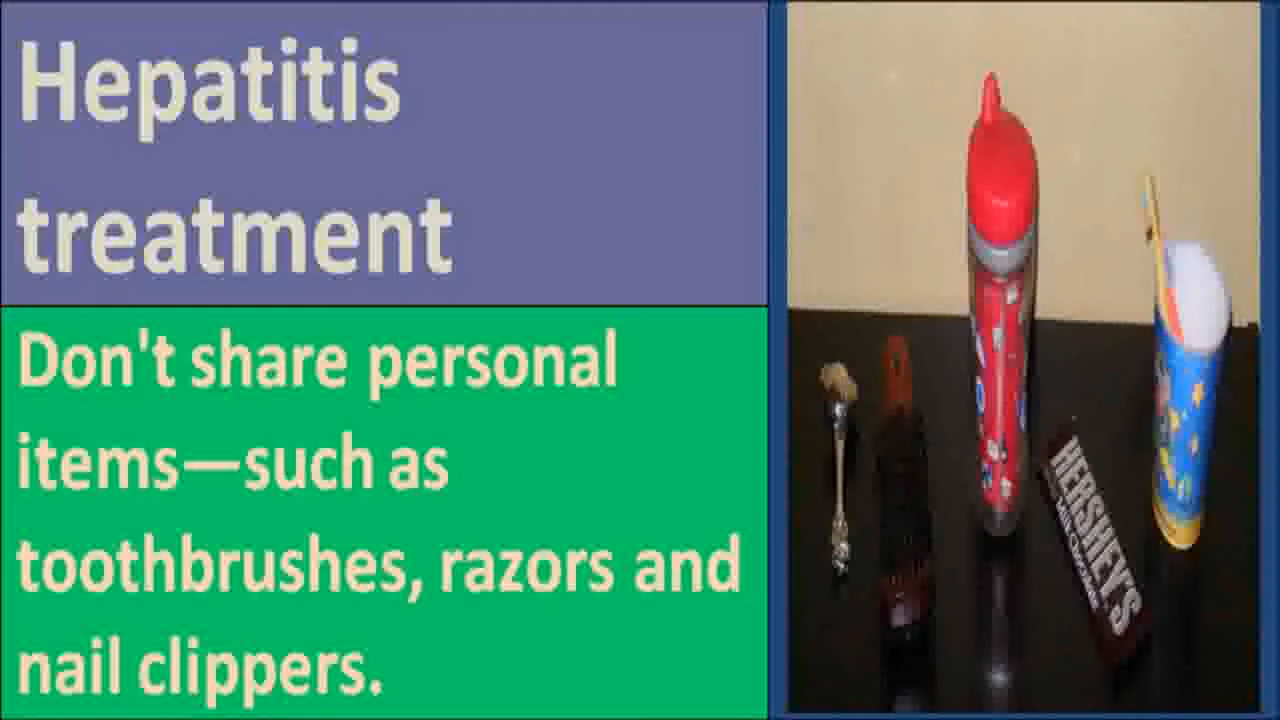 Hepatitis
treatment
Don't share personal
items—such as
toothbrushes, razors and
nail clippers.
HERSHEY'S